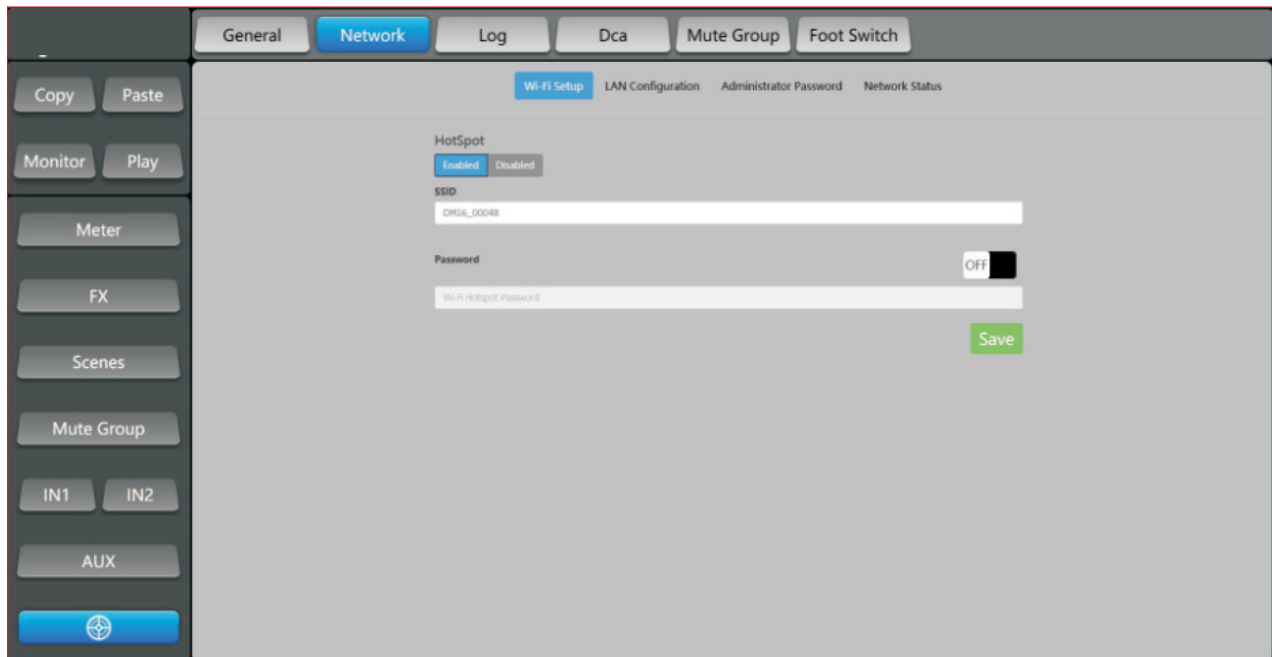 General Network Log Dca Mute Group Foot Switch
Copy Paste
Monitor Play
Meter
FX
Scenes
Mute Group
IN1 IN2
AUX
Wi-Fi Setup LAN Configuration Administrator Password Network Status
HotSpot
Enabled Disabled
SSID
DM16_00048
Password
OFF
Wi-Fi Hotspot Password
Save